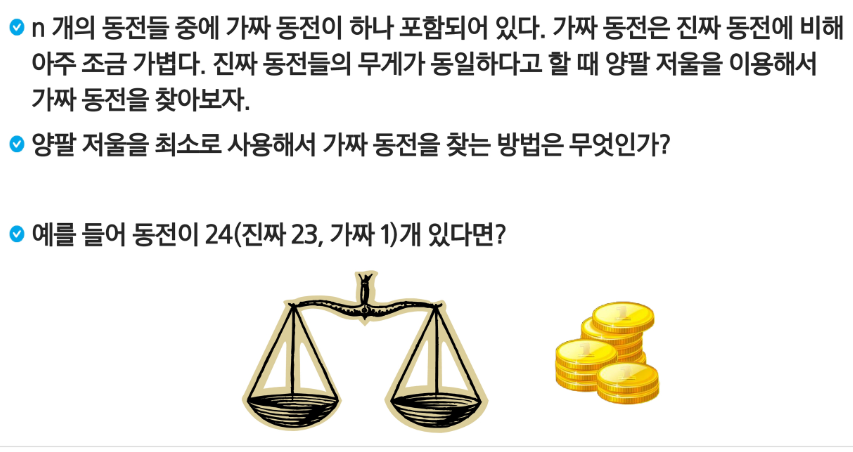 n 개의 동전들 중에 가짜 동전이 하나 포함되어 있다. 가짜 동전은 진짜 동전에 비해
아주 조금 가볍다. 진짜 동전들의 무게가 동일하다고 할 때 양팔 저울을 이용해서
가짜 동전을 찾아보자.
양팔 저울을 최소로 사용해서 가짜 동전을 찾는 방법은 무엇인가?
예를 들어 동전이 24(진짜 23, 가짜 1)개 있다면?